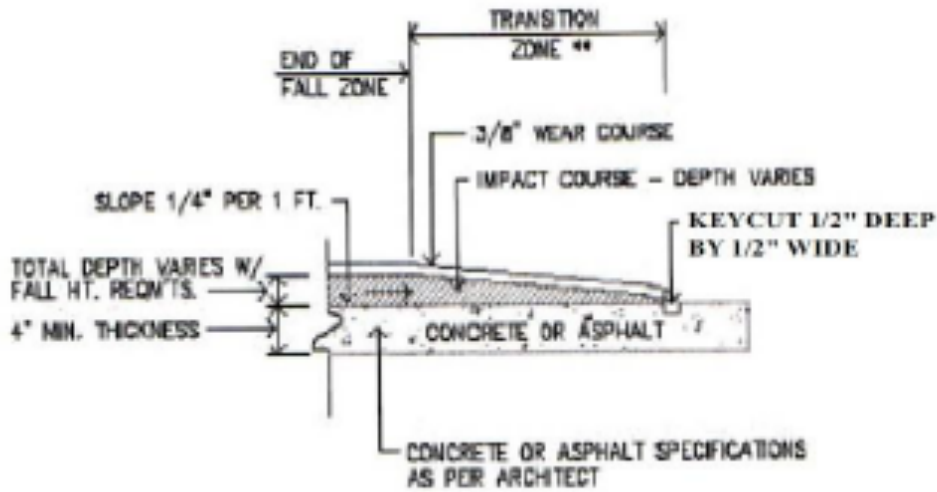 TRANSITION
ZONE **
END OF
FALL ZONE
3/8" WEAR COURSE
IMPACT COURSE - DEPTH VARIES
SLOPE 1/4" PER 1 FT.
KEYCUT 1/2" DEEP
BY 1/2" WIDE
TOTAL DEPTH VARIES W/
FALL HT. REQM'TS.
4" MIN. THICKNESS
CONCRETE OR ASPHALT
CONCRETE OR ASPHALT SPECIFICATIONS
AS PER ARCHITECT